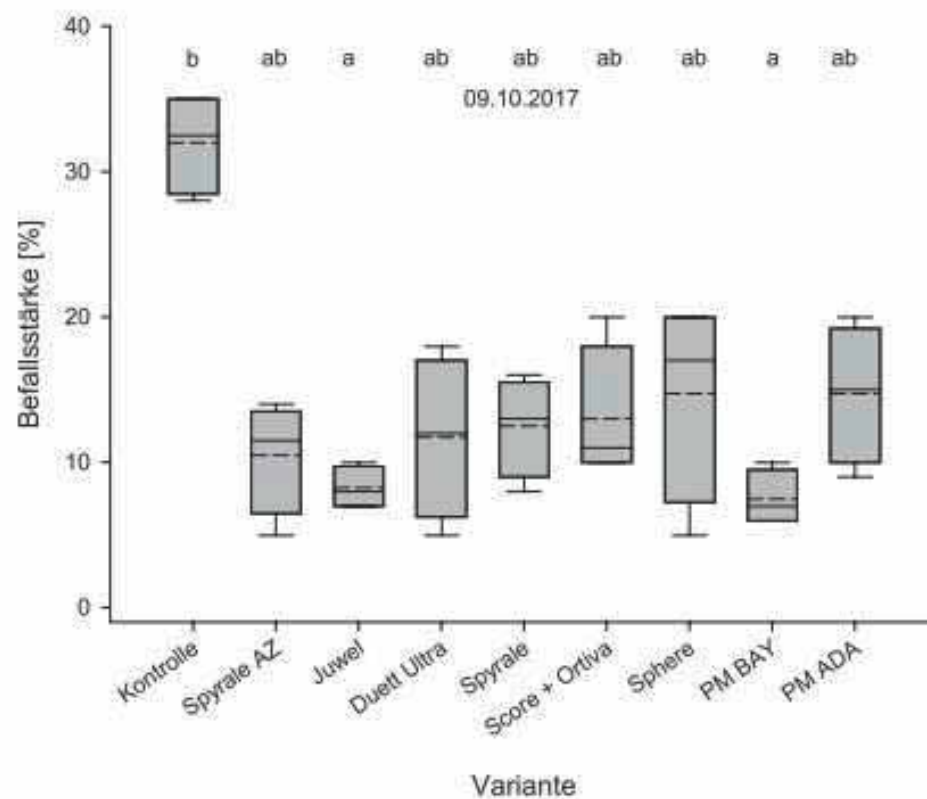 40
b ab a ab ab ab ab a ab
09.10.2017
30
20
10
0
Befallsstärke [%]
Kontrolle
Spyrale AZ
Juwel
Duett Ultra
Spyrale
Score + Ortiva
Sphere
PM BAY
PM ADA
Variante